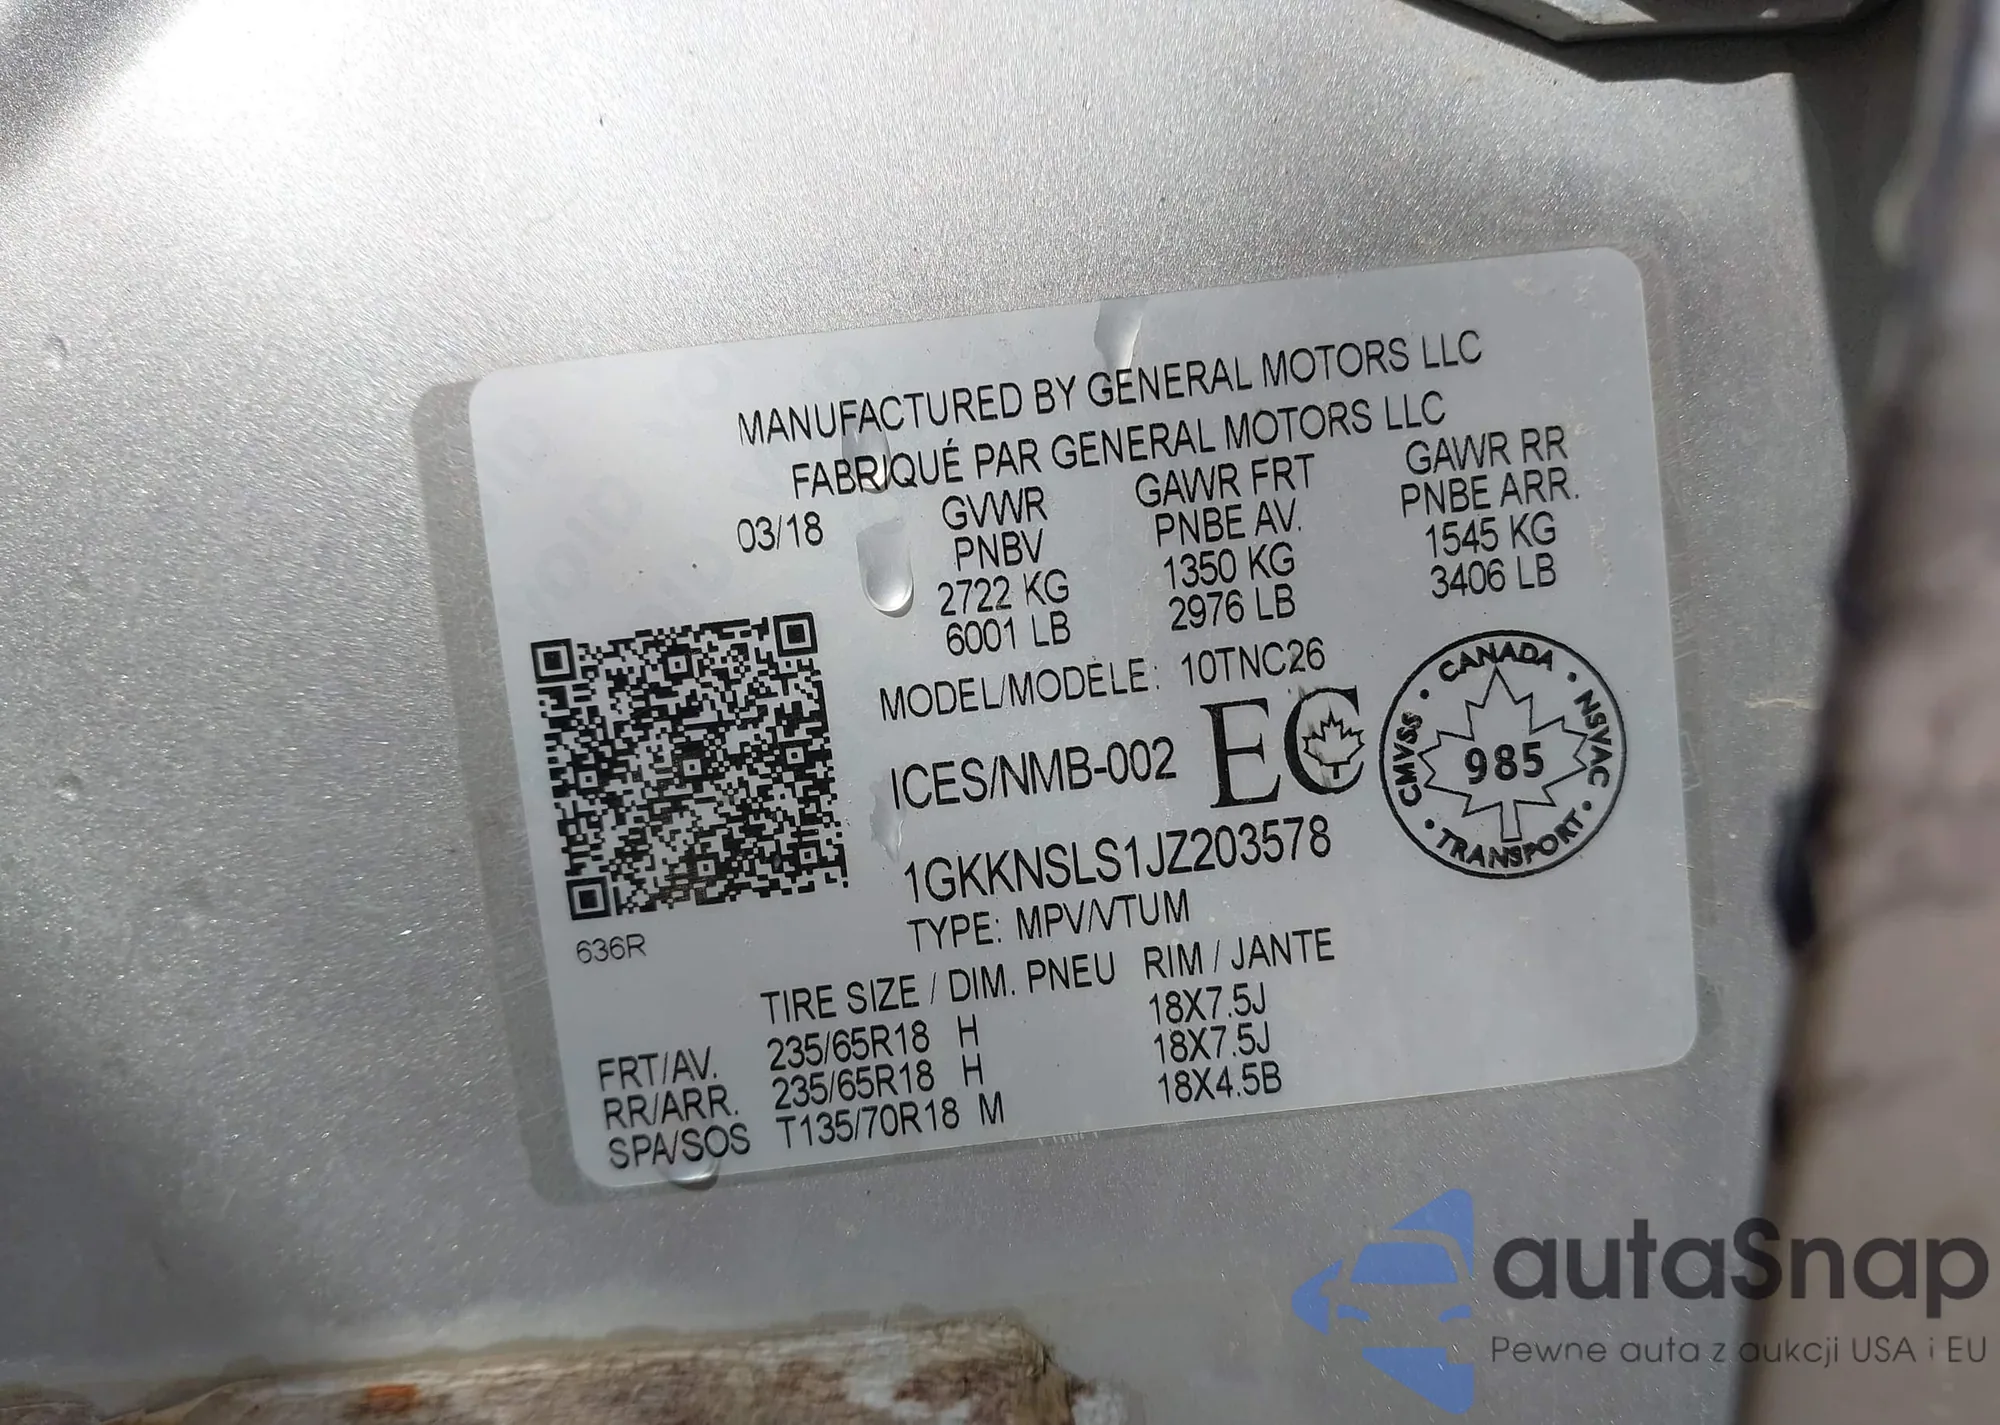 MANUFACTURED BY GENERAL MOTORS LLC
FABRIQUÉ PAR GENERAL MOTORS LLC
03/18
GVWR
PNBV
2722 KG
6001 LB
GAWR FRT
PNBE AV.
1350 KG
2976 LB
GAWR RR
PNBE ARR.
1545 KG
3406 LB
MODEL/MODÈLE: 10TNC26
ICES/NMB-002 EC
CANADA • NSVAC • TRANSPORT • CMVSS •
985
1GKKNSLS1JZ203578
TYPE: MPV/VTUM
636R
TIRE SIZE / DIM. PNEU RIM / JANTE
FRT/AV. 235/65R18 H 18X7.5J
RR/ARR. 235/65R18 H 18X7.5J
SPA/SOS T135/70R18 M 18X4.5B
autaSnap
Pewne auta z aukcji USA i EU